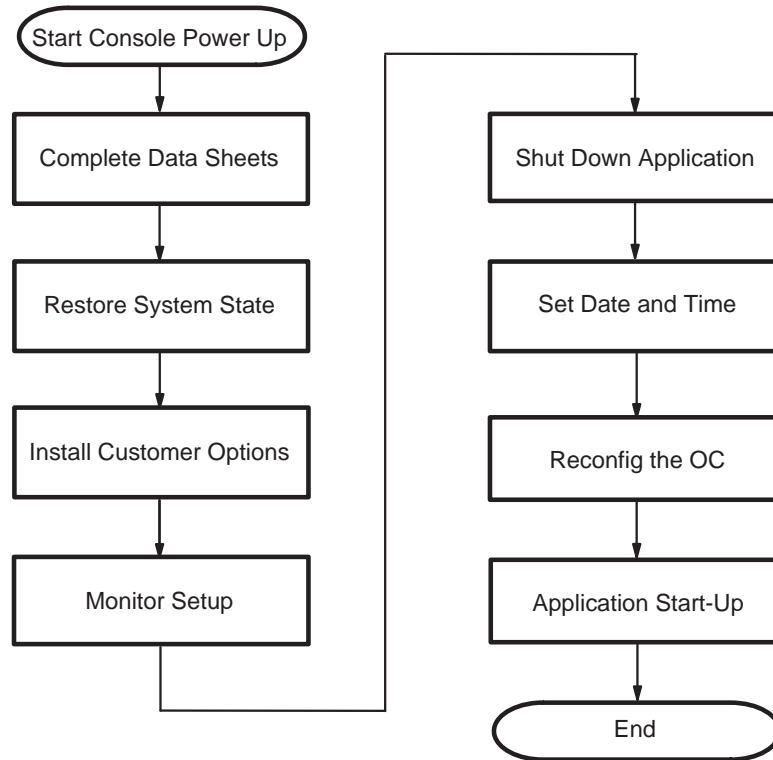 Start Console Power Up
Complete Data Sheets
Restore System State
Install Customer Options
Monitor Setup
Shut Down Application
Set Date and Time
Reconfig the OC
Application Start-Up
End